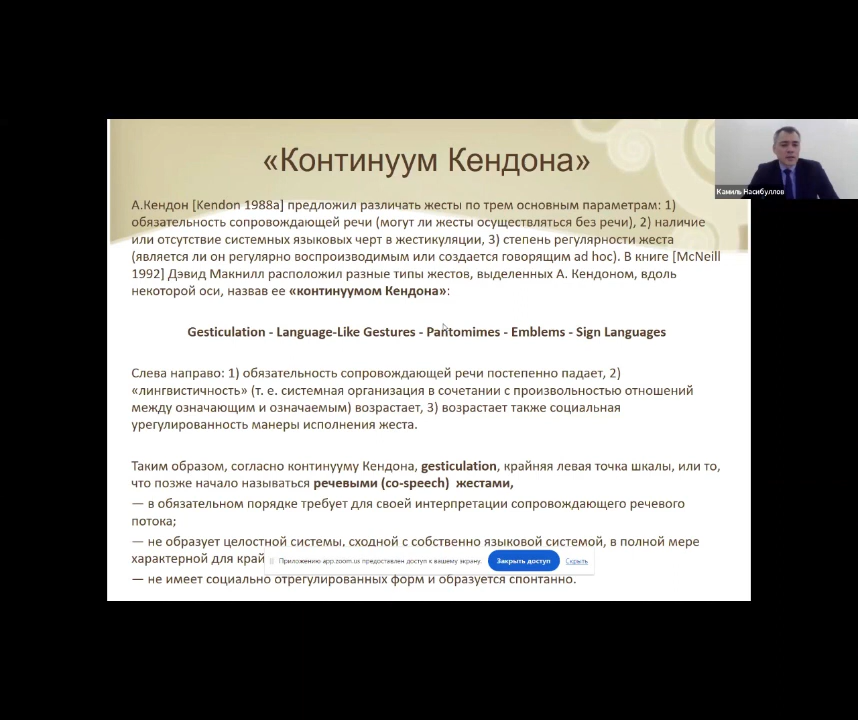 «Континуум Кендона»
Камиль Насибуллов
А.Кендон [Kendon 1988a] предложил различать жесты по трем основным параметрам: 1)
обязательность сопровождающей речи (могут ли жесты осуществляться без речи), 2) наличие
или отсутствие системных языковых черт в жестикуляции, 3) степень регулярности жеста
(является ли он регулярно воспроизводимым или создается говорящим ad hoc). В книге [McNeill
1992] Дэвид Макнилл расположил разные типы жестов, выделенных А. Кендоном, вдоль
некоторой оси, назвав ее «континуумом Кендона»:
Gesticulation - Language-Like Gestures - Pantomimes - Emblems - Sign Languages
Слева направо: 1) обязательность сопровождающей речи постепенно падает, 2)
«лингвистичность» (т. е. системная организация в сочетании с произвольностью отношений
между означающим и означаемым) возрастает, 3) возрастает также социальная
урегулированность манеры исполнения жеста.
Таким образом, согласно континууму Кендона, gesticulation, крайняя левая точка шкалы, или то,
что позже начало называться речевыми (co-speech) жестами,
— в обязательном порядке требует для своей интерпретации сопровождающего речевого
потока;
— не образует целостной системы, сходной с собственно языковой системой, в полной мере
характерной для край
Приложению app.zoom.us предоставлен доступ к вашему экрану. Закрыть доступ Скрыть
— не имеет социально отрегулированных форм и образуется спонтанно.